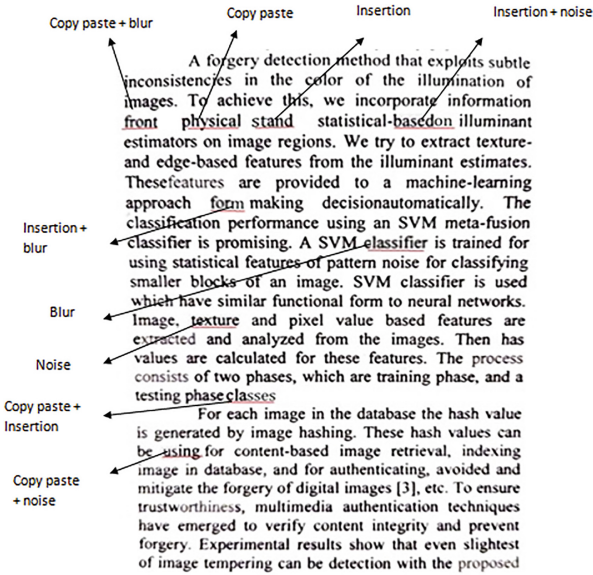 Copy paste + blur
Copy paste
Insertion
Insertion + noise
A forgery detection method that exploits subtle
inconsistencies in the color of the illumination of
images. To achieve this, we incorporate information
front physical stand statistical-basedon illuminant
estimators on image regions. We try to extract texture-
and edge-based features from the illuminant estimates.
Thesefeatures are provided to a machine-learning
approach form making decisionautomatically. The
classification performance using an SVM meta-fusion
classifier is promising. A SVM classifier is trained for
using statistical features of pattern noise for classifying
smaller blocks of an image. SVM classifier is used
which have similar functional form to neural networks.
Image, texture and pixel value based features are
extracted and analyzed from the images. Then has
values are calculated for these features. The process
consists of two phases, which are training phase, and a
testing phase classes
For each image in the database the hash value
is generated by image hashing. These hash values can
be using for content-based image retrieval, indexing
image in database, and for authenticating, avoided and
mitigate the forgery of digital images [3], etc. To ensure
trustworthiness, multimedia authentication techniques
have emerged to verify content integrity and prevent
forgery. Experimental results show that even slightest
of image tempering can be detection with the proposed
Insertion +
blur
Blur
Noise
Copy paste +
Insertion
Copy paste
+ noise